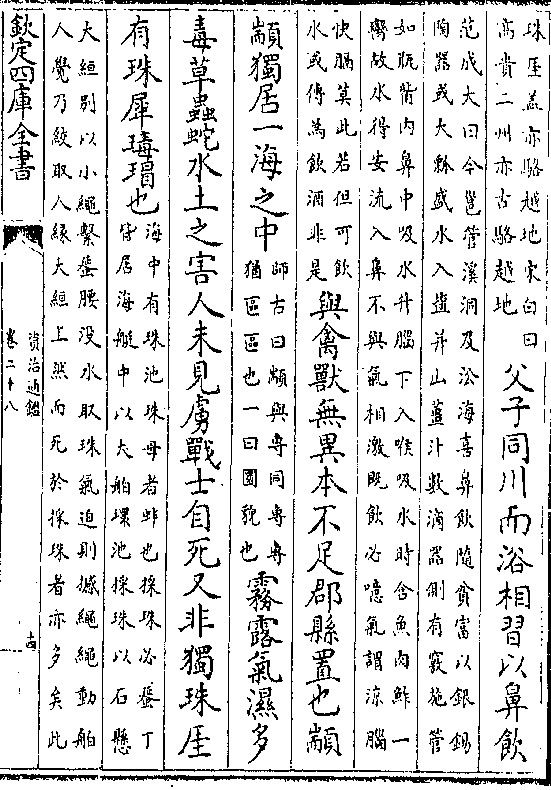 珠厓蓋亦駱越地宋白曰
高貴二州亦古駱越地
父子同川而浴相習以鼻飲
范成大曰今邕管溪洞及沿海喜鼻飲隨貧富以銀錫
陶器或大瓢盛水入鹽并山薑汁數滴器側有竅施管
如瓶嘴内鼻中吸水升腦下入喉吸水時含魚肉鮓一
臠故水得安流入鼻不與氣相激既飲必噫氣謂涼腦
快膈莫此若但可飲
水或傳爲飲酒非是
與禽獸無異本不足郡縣置也顓
顓獨居一海之中
師古曰顓與專同專專
猶區區也一曰圜貌也
霧露氣濕多
毒草蟲蛇水土之害人未見虜戰士自死又非獨珠厓
有珠犀瑇瑁也
海中有珠池珠母者蚌也採珠必蜑丁
皆居海艇中以大舶環池採珠以石懸
大絙别以小繩繫蜑腰没水取珠氣迫則撼繩繩動舶
人覺乃絞取人緣大絙上然而死於採珠者亦多矣此
欽定四庫全書
資治通鑑
卷二十八
十四